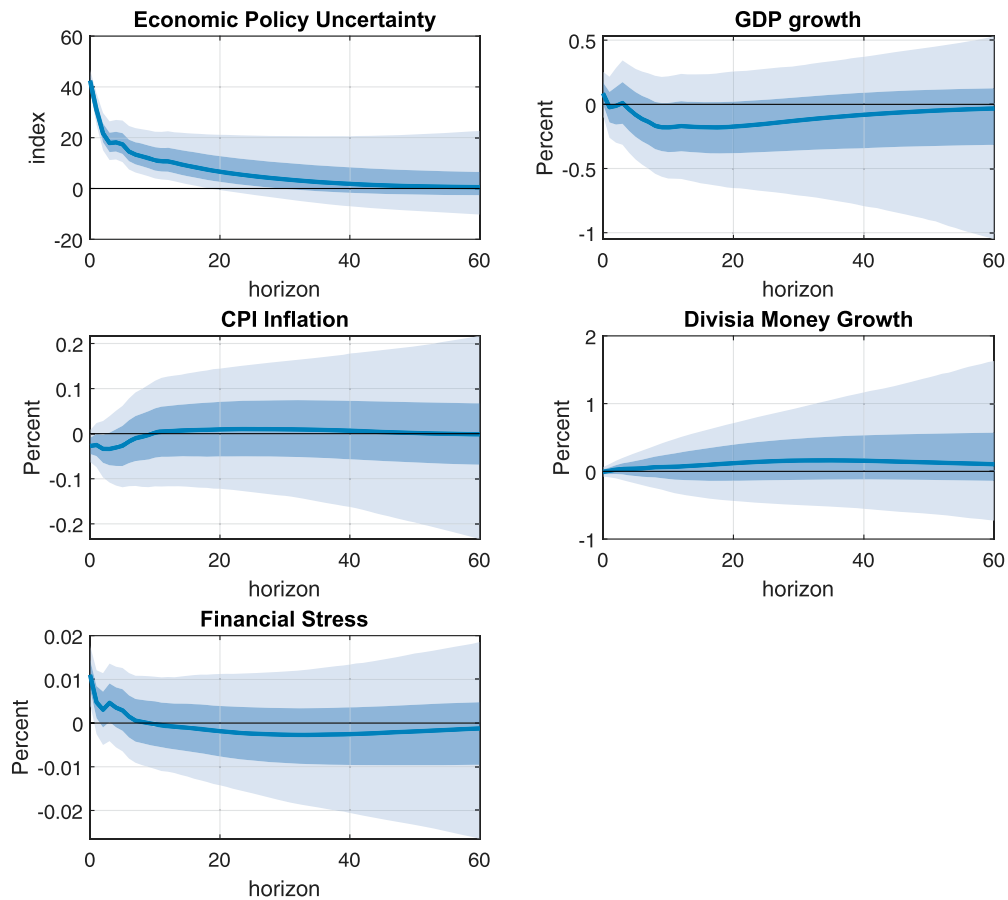 Economic Policy Uncertainty
60
40
20
0
-20
index
0 20 40 60
horizon
GDP growth
0.5
0
-0.5
-1
Percent
0 20 40 60
horizon
CPI Inflation
0.2
0.1
0
-0.1
-0.2
Percent
0 20 40 60
horizon
Divisia Money Growth
2
1
0
-1
Percent
0 20 40 60
horizon
Financial Stress
0.02
0.01
0
-0.01
-0.02
Percent
0 20 40 60
horizon